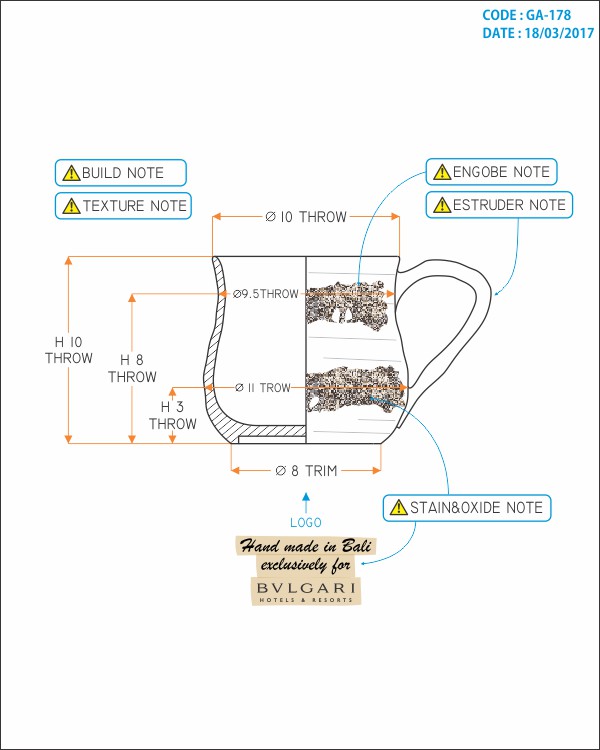 CODE : GA-178
DATE : 18/03/2017
BUILD NOTE
TEXTURE NOTE
ENGOBE NOTE
ESTRUDER NOTE
Ø 10 THROW
Ø9.5THROW
H 10
THROW
H 8
THROW
Ø 11 TROW
H 3
THROW
Ø 8 TRIM
STAIN&OXIDE NOTE
LOGO
Hand made in Bali
exclusively for
BVLGARI
HOTELS & RESORTS